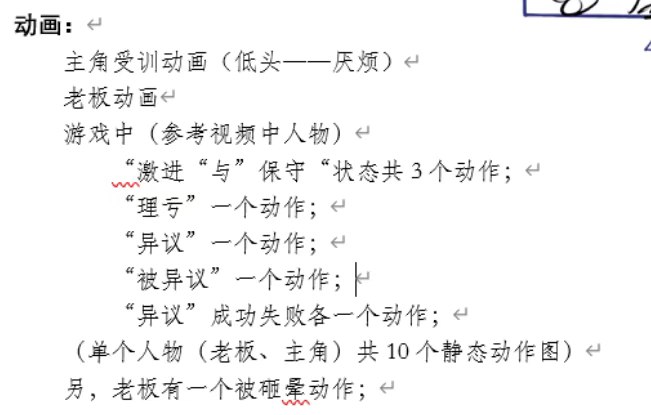 动画：
主角受训动画（低头——厌烦）
老板动画
游戏中（参考视频中人物）
“激进“与”保守“状态共 3 个动作；
“理亏”一个动作；
“异议”一个动作；
“被异议”一个动作；
“异议”成功失败各一个动作；
（单个人物（老板、主角）共 10 个静态动作图）
另，老板有一个被砸晕动作；